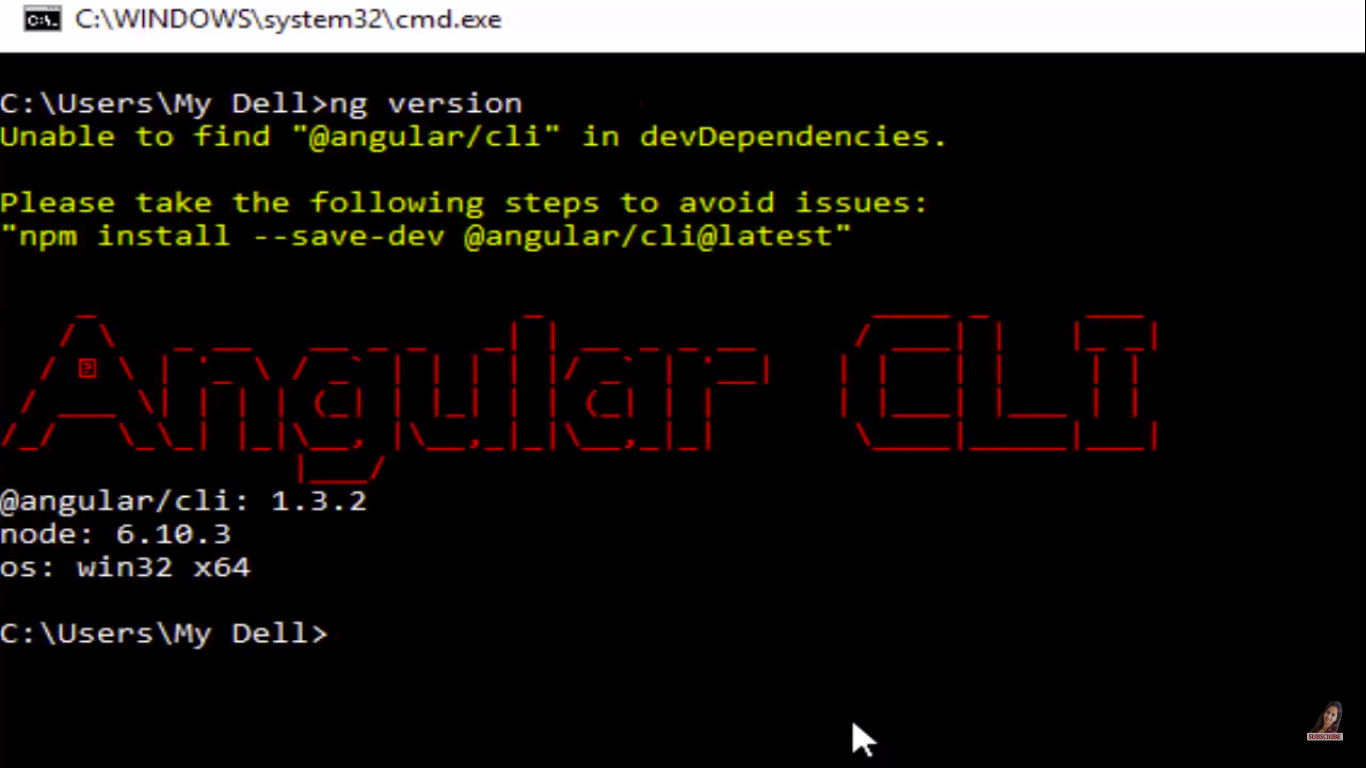 C:\WINDOWS\system32\cmd.exe
C:\Users\My Dell>ng version
Unable to find "@angular/cli" in devDependencies.
Please take the following steps to avoid issues:
"npm install --save-dev @angular/cli@latest"
Angular CLI
@angular/cli: 1.3.2
node: 6.10.3
os: win32 x64
C:\Users\My Dell>
SUBSCRIBE